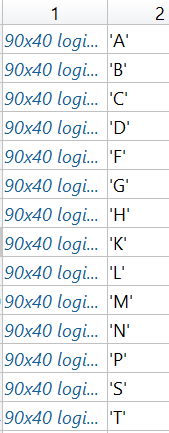 1 2
90x40 logi... 'A'
90x40 logi... 'B'
90x40 logi... 'C'
90x40 logi... 'D'
90x40 logi... 'F'
90x40 logi... 'G'
90x40 logi... 'H'
90x40 logi... 'K'
90x40 logi... 'L'
90x40 logi... 'M'
90x40 logi... 'N'
90x40 logi... 'P'
90x40 logi... 'S'
90x40 logi... 'T'